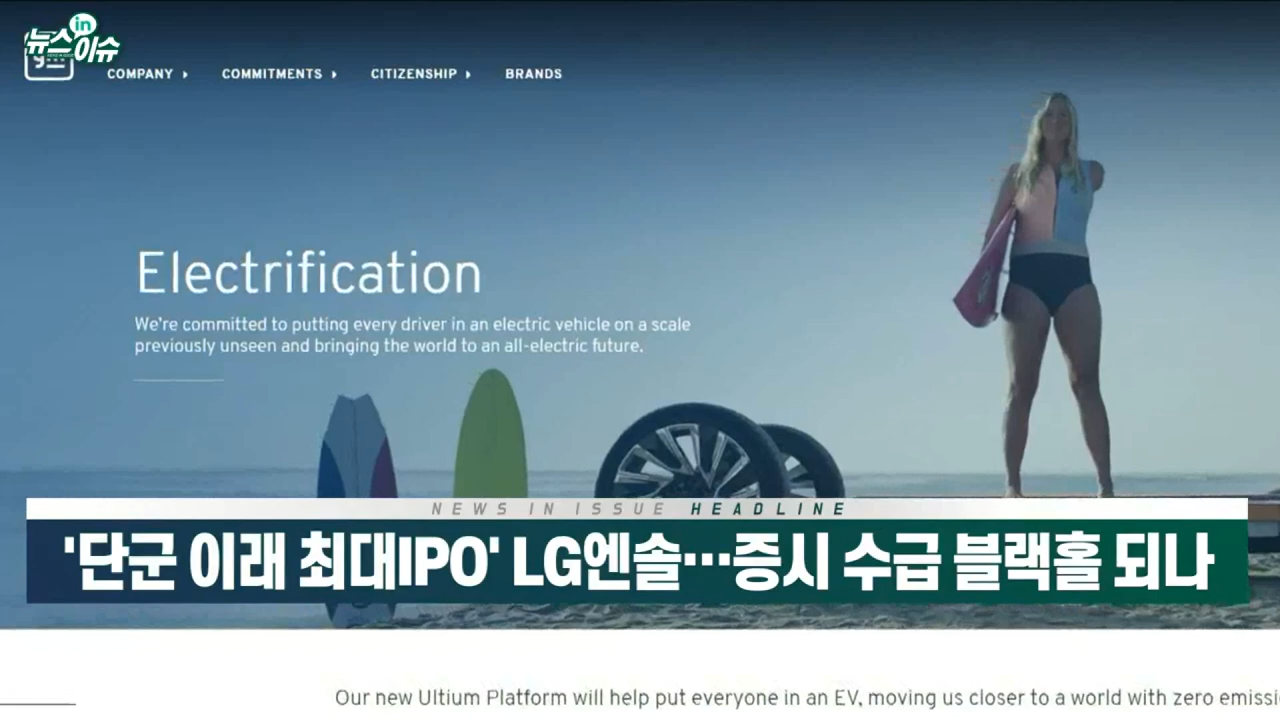 뉴스in이슈
gm
COMPANY COMMITMENTS CITIZENSHIP BRANDS
Electrification
We're committed to putting every driver in an electric vehicle on a scale
previously unseen and bringing the world to an all-electric future.
NEWS IN ISSUE HEADLINE
'단군 이래 최대IPO' LG엔솔…증시 수급 블랙홀 되나
Our new Ultium Platform will help put everyone in an EV, moving us closer to a world with zero emissi